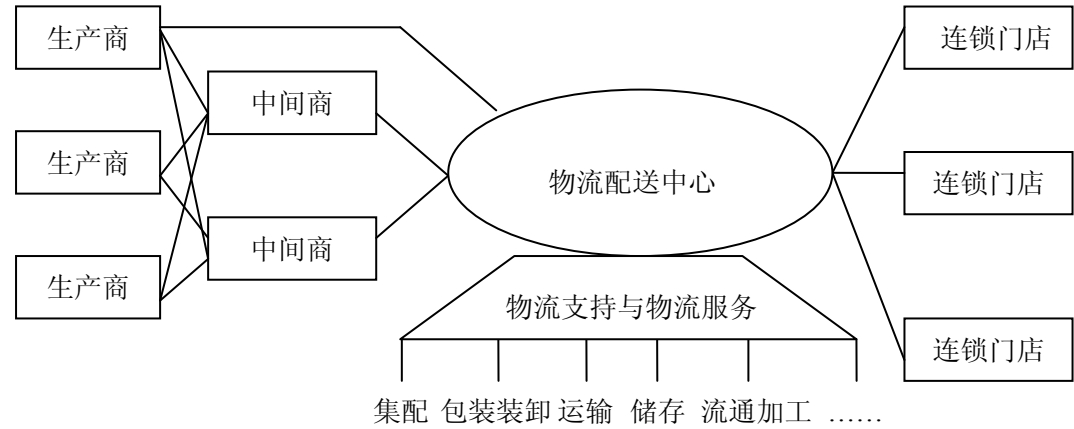 生产商
连锁门店
中间商
生产商
物流配送中心
连锁门店
中间商
生产商
物流支持与物流服务
连锁门店
集配 包装装卸 运输 储存 流通加工 ……